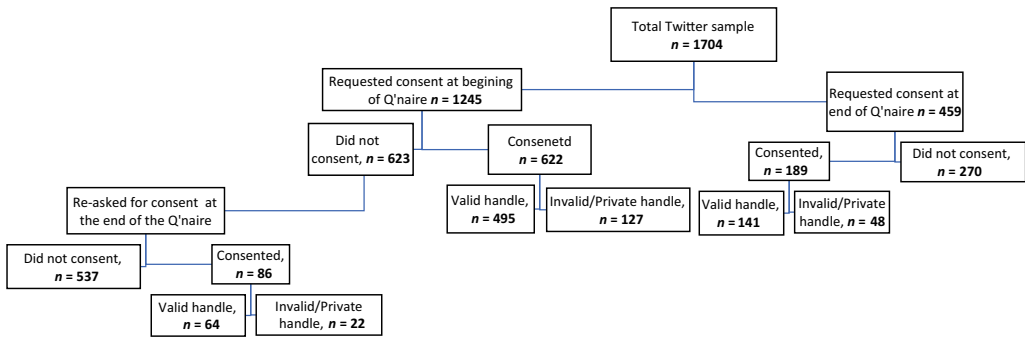 Total Twitter sample
n = 1704
Requested consent at begining
of Q'naire n = 1245
Requested consent at
end of Q'naire n = 459
Did not
consent, n = 623
Consenetd
n = 622
Consented,
n = 189
Did not consent,
n = 270
Re-asked for consent at
the end of the Q'naire
Valid handle,
n = 495
Invalid/Private handle,
n = 127
Valid handle,
n = 141
Invalid/Private
handle, n = 48
Did not consent,
n = 537
Consented,
n = 86
Valid handle,
n = 64
Invalid/Private
handle, n = 22